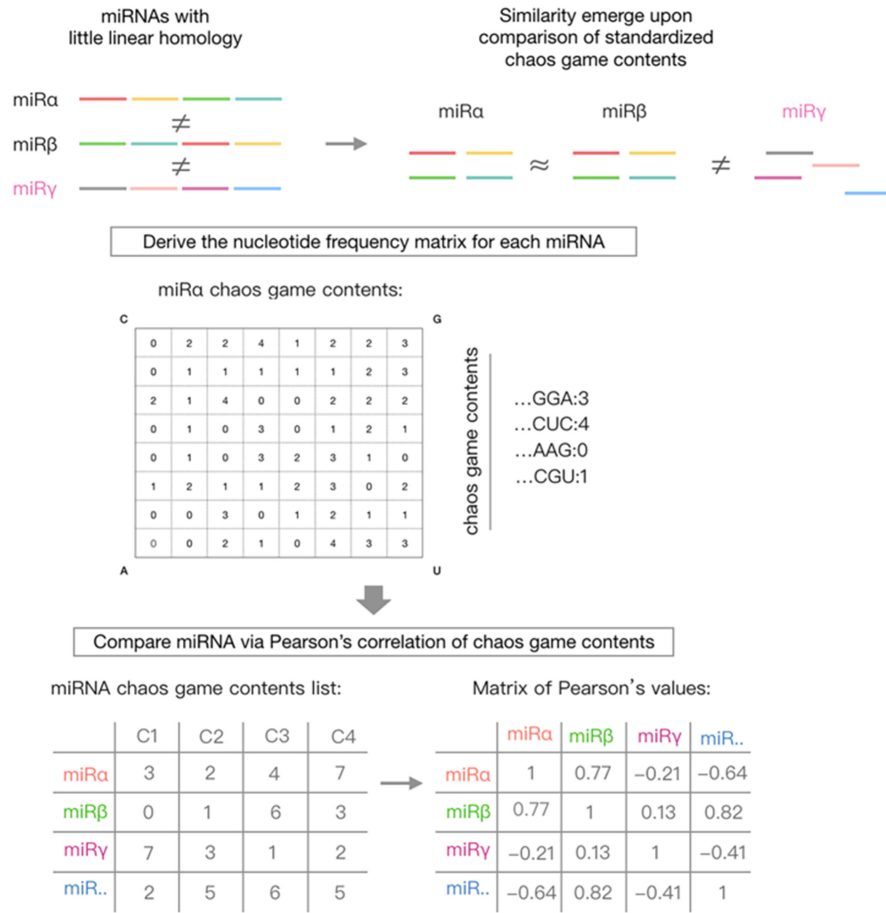 miRNAs with
little linear homology
Similarity emerge upon
comparison of standardized
chaos game contents
miRα
≠
miRβ
≠
miRγ
miRα miRβ miRγ
≈ ≠
Derive the nucleotide frequency matrix for each miRNA
miRα chaos game contents:
C G
0 2 2 4 1 2 2 3
0 1 1 1 1 1 2 3
2 1 4 0 0 2 2 2
0 1 0 3 0 1 2 1
0 1 0 3 2 3 1 0
1 2 1 1 2 3 0 2
0 0 3 0 1 2 1 1
0 0 2 1 0 4 3 3
A U
chaos game contents
...GGA:3
...CUC:4
...AAG:0
...CGU:1
Compare miRNA via Pearson's correlation of chaos game contents
miRNA chaos game contents list:
C1 C2 C3 C4
miRα 3 2 4 7
miRβ 0 1 6 3
miRγ 7 3 1 2
miR.. 2 5 6 5
Matrix of Pearson's values:
miRα miRβ miRγ miR..
miRα 1 0.77 −0.21 −0.64
miRβ 0.77 1 0.13 0.82
miRγ −0.21 0.13 1 −0.41
miR.. −0.64 0.82 −0.41 1